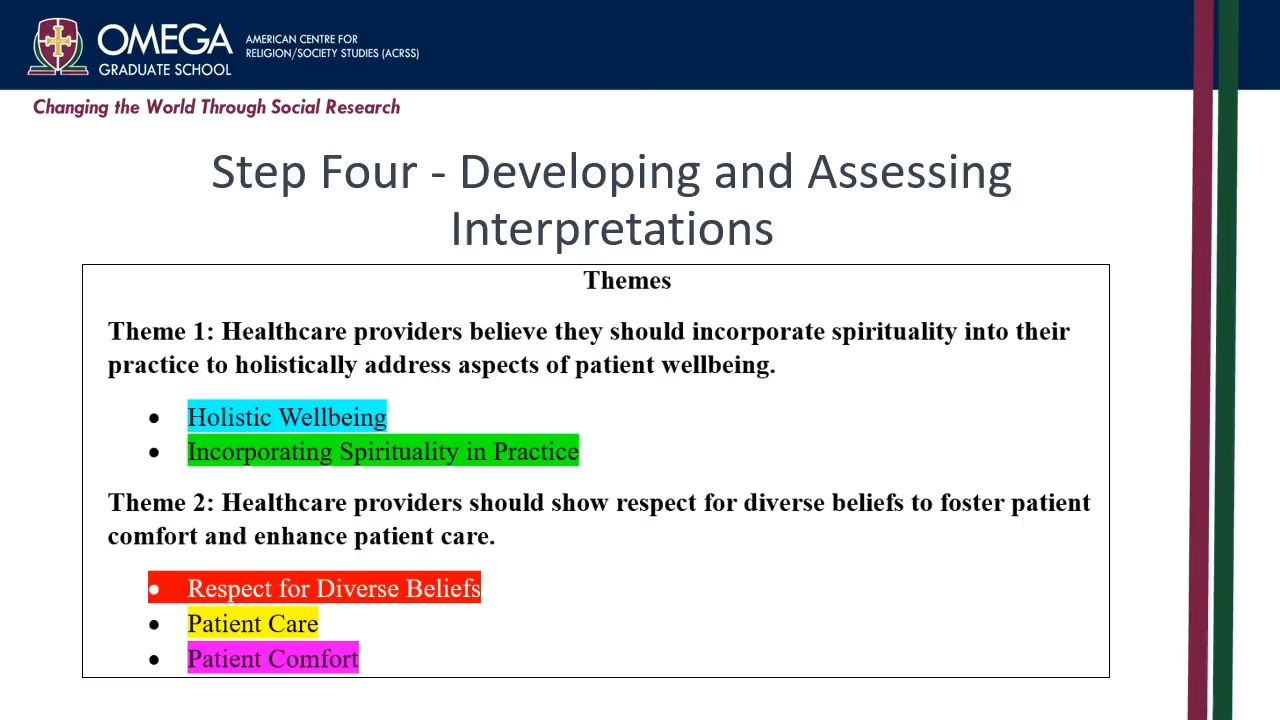 OMEGA
GRADUATE SCHOOL
AMERICAN CENTRE FOR
RELIGION/SOCIETY STUDIES (ACRSS)
Changing the World Through Social Research
Step Four - Developing and Assessing
Interpretations
Themes
Theme 1: Healthcare providers believe they should incorporate spirituality into their
practice to holistically address aspects of patient wellbeing.
• Holistic Wellbeing
• Incorporating Spirituality in Practice
Theme 2: Healthcare providers should show respect for diverse beliefs to foster patient
comfort and enhance patient care.
• Respect for Diverse Beliefs
• Patient Care
• Patient Comfort